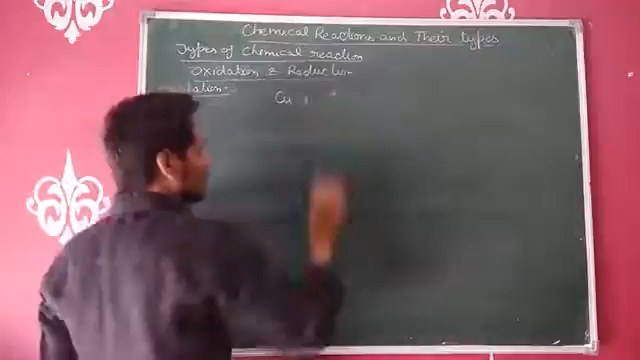 Chemical Reactions and Their types
Types of chemical reaction
Oxidation & Reduction
Cu